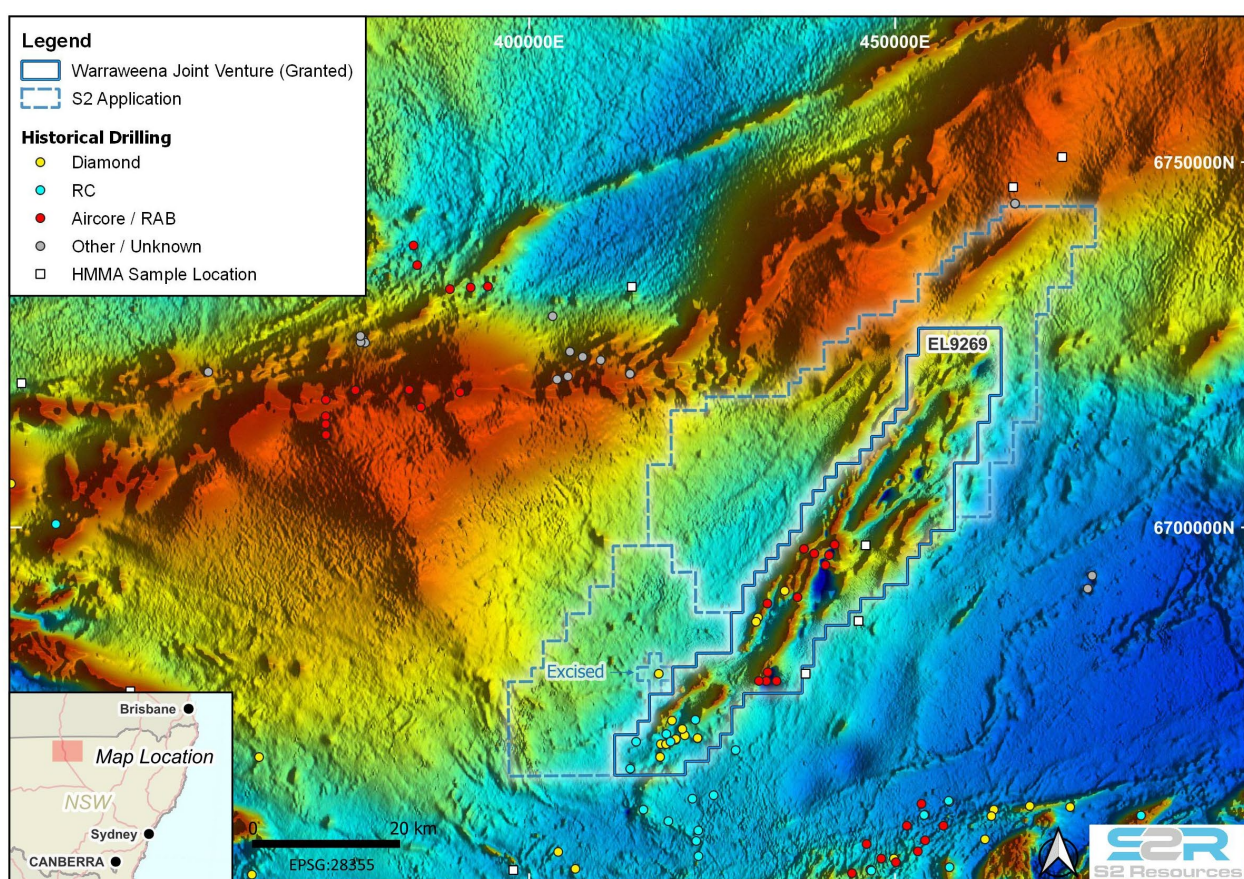 Legend
Warraweena Joint Venture (Granted)
S2 Application
Historical Drilling
Diamond
RC
Aircore / RAB
Other / Unknown
HMMA Sample Location
400000E
450000E
6750000N
EL9269
6700000N
Excised
Brisbane
Map Location
NSW
Sydney
CANBERRA
0 20 km
EPSG:28355
S2R
S2 Resources